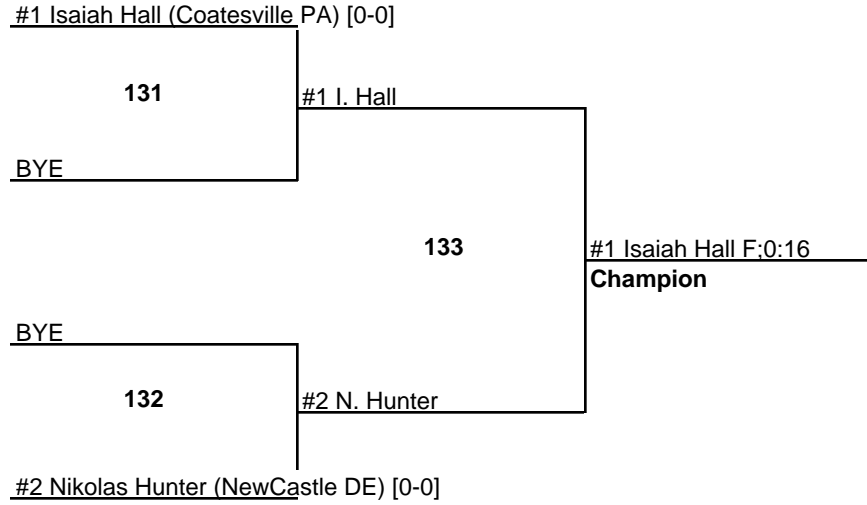 #1 Isaiah Hall (Coatesville PA) [0-0]
131
#1 I. Hall
BYE
133
#1 Isaiah Hall F;0:16
Champion
BYE
132
#2 N. Hunter
#2 Nikolas Hunter (NewCastle DE) [0-0]